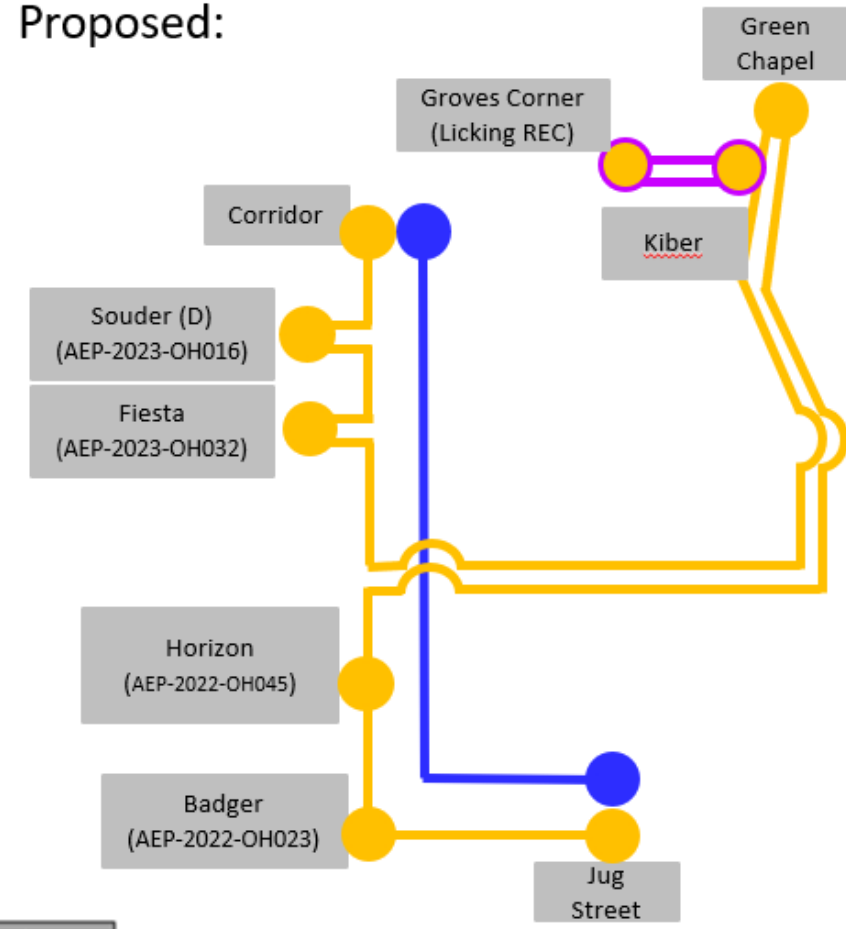 Proposed:
Green
Chapel
Groves Corner
(Licking REC)
Corridor
Kiber
Souder (D)
(AEP-2023-OH016)
Fiesta
(AEP-2023-OH032)
Horizon
(AEP-2022-OH045)
Badger
(AEP-2022-OH023)
Jug
Street